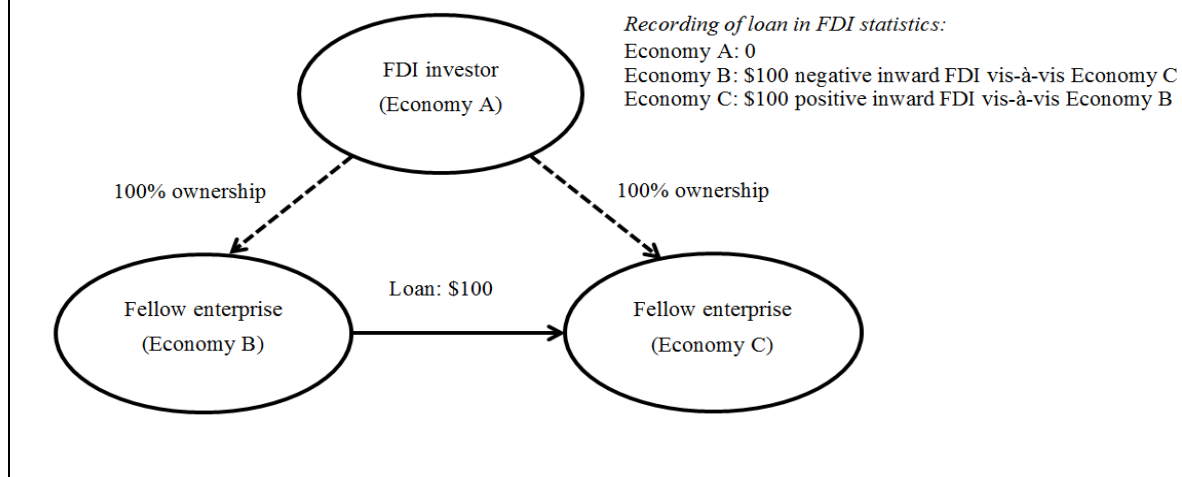 Recording of loan in FDI statistics:
Economy A: 0
Economy B: $100 negative inward FDI vis-à-vis Economy C
Economy C: $100 positive inward FDI vis-à-vis Economy B
FDI investor
(Economy A)
100% ownership
100% ownership
Loan: $100
Fellow enterprise
(Economy B)
Fellow enterprise
(Economy C)